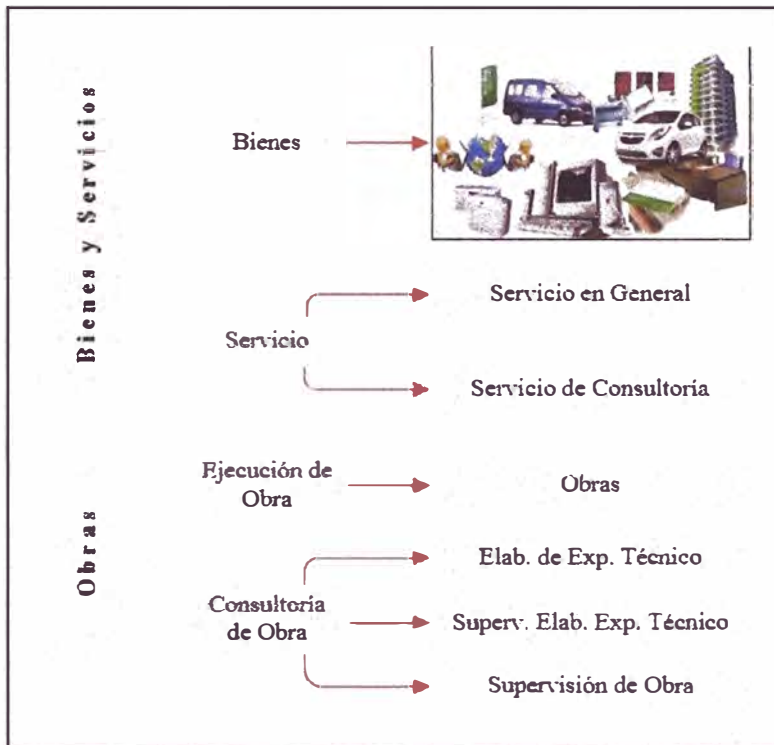 Bienes y Servicios
Bienes
Servicio
Servicio en General
Servicio de Consultoría
Obras
Ejecución de
Obra
Obras
Consultoría
de Obra
Elab. de Exp. Técnico
Superv. Elab. Exp. Técnico
Supervisión de Obra